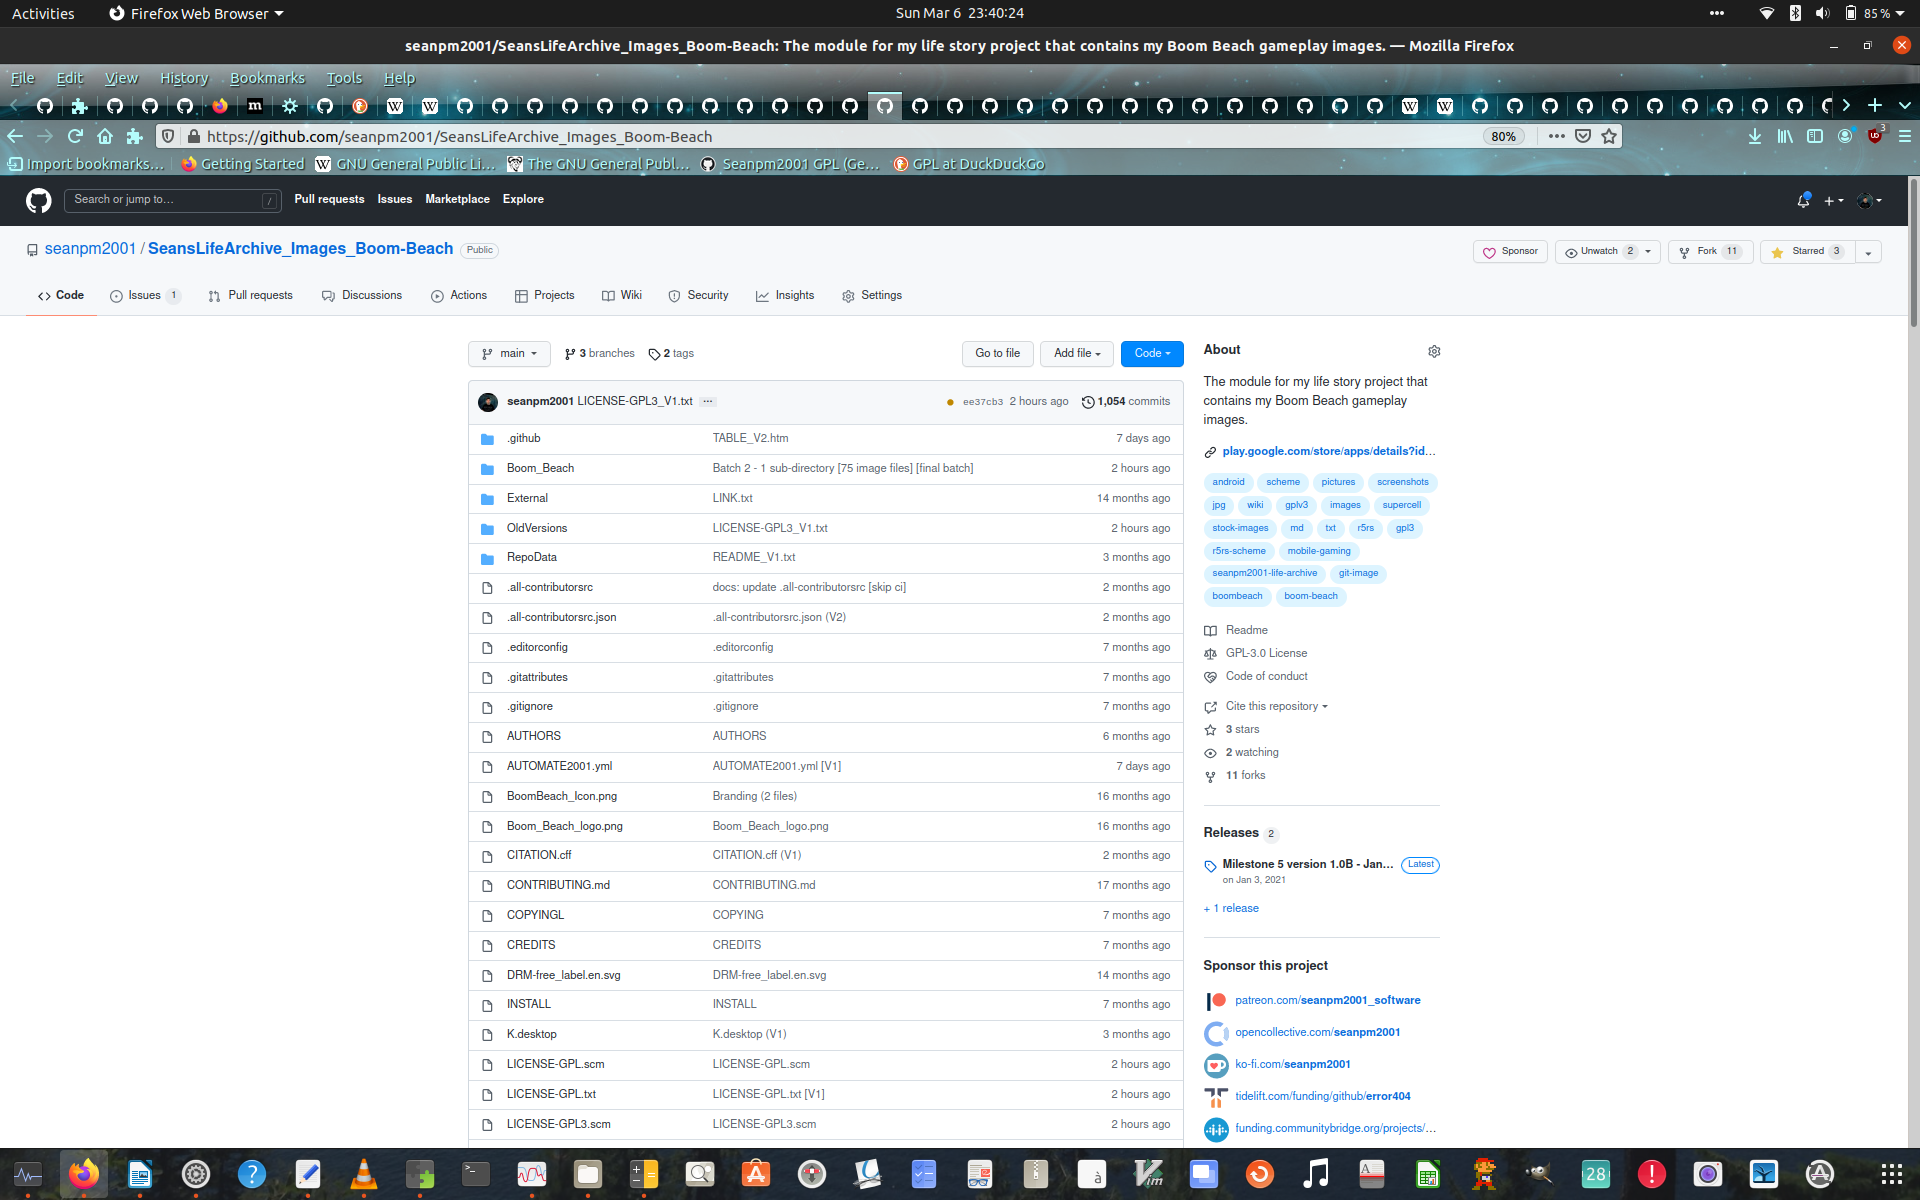 Activities Firefox Web Browser Sun Mar 6 23:40:24 85 %
seanpm2001/SeansLifeArchive_Images_Boom-Beach: The module for my life story project that contains my Boom Beach gameplay images. — Mozilla Firefox
File Edit View History Bookmarks Tools Help
https://github.com/seanpm2001/SeansLifeArchive_Images_Boom-Beach 80% 3
Import bookmarks… Getting Started GNU General Public Li… The GNU General Publ… Seanpm2001 GPL (Ge… GPL at DuckDuckGo
Search or jump to… / Pull requests Issues Marketplace Explore
seanpm2001 / SeansLifeArchive_Images_Boom-Beach Public Sponsor Unwatch 2 Fork 11 Starred 3
Code Issues 1 Pull requests Discussions Actions Projects Wiki Security Insights Settings
main 3 branches 2 tags Go to file Add file Code
seanpm2001 LICENSE-GPL3_V1.txt ··· ee37cb3 2 hours ago 1,054 commits
.github TABLE_V2.htm 7 days ago
Boom_Beach Batch 2 - 1 sub-directory [75 image files] [final batch] 2 hours ago
External LINK.txt 14 months ago
OldVersions LICENSE-GPL3_V1.txt 2 hours ago
RepoData README_V1.txt 3 months ago
.all-contributorsrc docs: update .all-contributorsrc [skip ci] 2 months ago
.all-contributorsrc.json .all-contributorsrc.json (V2) 2 months ago
.editorconfig .editorconfig 7 months ago
.gitattributes .gitattributes 7 months ago
.gitignore .gitignore 7 months ago
AUTHORS AUTHORS 6 months ago
AUTOMATE2001.yml AUTOMATE2001.yml [V1] 7 days ago
BoomBeach_Icon.png Branding (2 files) 16 months ago
Boom_Beach_logo.png Boom_Beach_logo.png 16 months ago
CITATION.cff CITATION.cff (V1) 2 months ago
CONTRIBUTING.md CONTRIBUTING.md 17 months ago
COPYINGL COPYING 7 months ago
CREDITS CREDITS 7 months ago
DRM-free_label.en.svg DRM-free_label.en.svg 14 months ago
INSTALL INSTALL 7 months ago
K.desktop K.desktop (V1) 3 months ago
LICENSE-GPL.scm LICENSE-GPL.scm 2 hours ago
LICENSE-GPL.txt LICENSE-GPL.txt [V1] 2 hours ago
LICENSE-GPL3.scm LICENSE-GPL3.scm 2 hours ago
About
The module for my life story project that
contains my Boom Beach gameplay
images.
play.google.com/store/apps/details?id…
android scheme pictures screenshots
jpg wiki gplv3 images supercell
stock-images md txt r5rs gpl3
r5rs-scheme mobile-gaming
seanpm2001-life-archive git-image
boombeach boom-beach
Readme
GPL-3.0 License
Code of conduct
Cite this repository
3 stars
2 watching
11 forks
Releases 2
Milestone 5 version 1.0B - Jan… Latest
on Jan 3, 2021
+ 1 release
Sponsor this project
patreon.com/seanpm2001_software
opencollective.com/seanpm2001
ko-fi.com/seanpm2001
tidelift.com/funding/github/error404
funding.communitybridge.org/projects/…
28